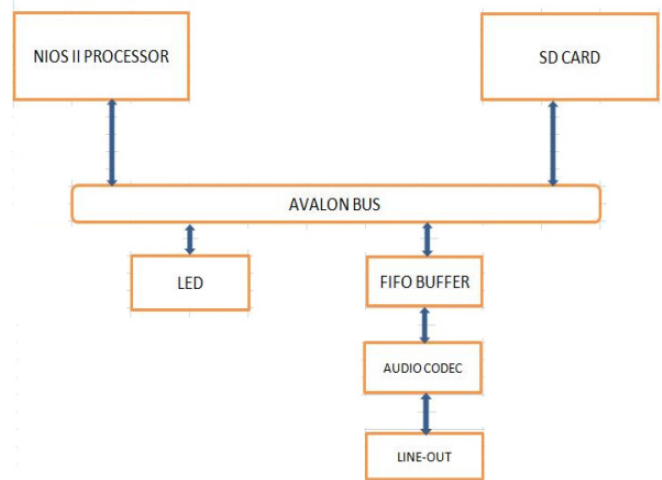 NIOS II PROCESSOR
SD CARD
AVALON BUS
LED
FIFO BUFFER
AUDIO CODEC
LINE-OUT